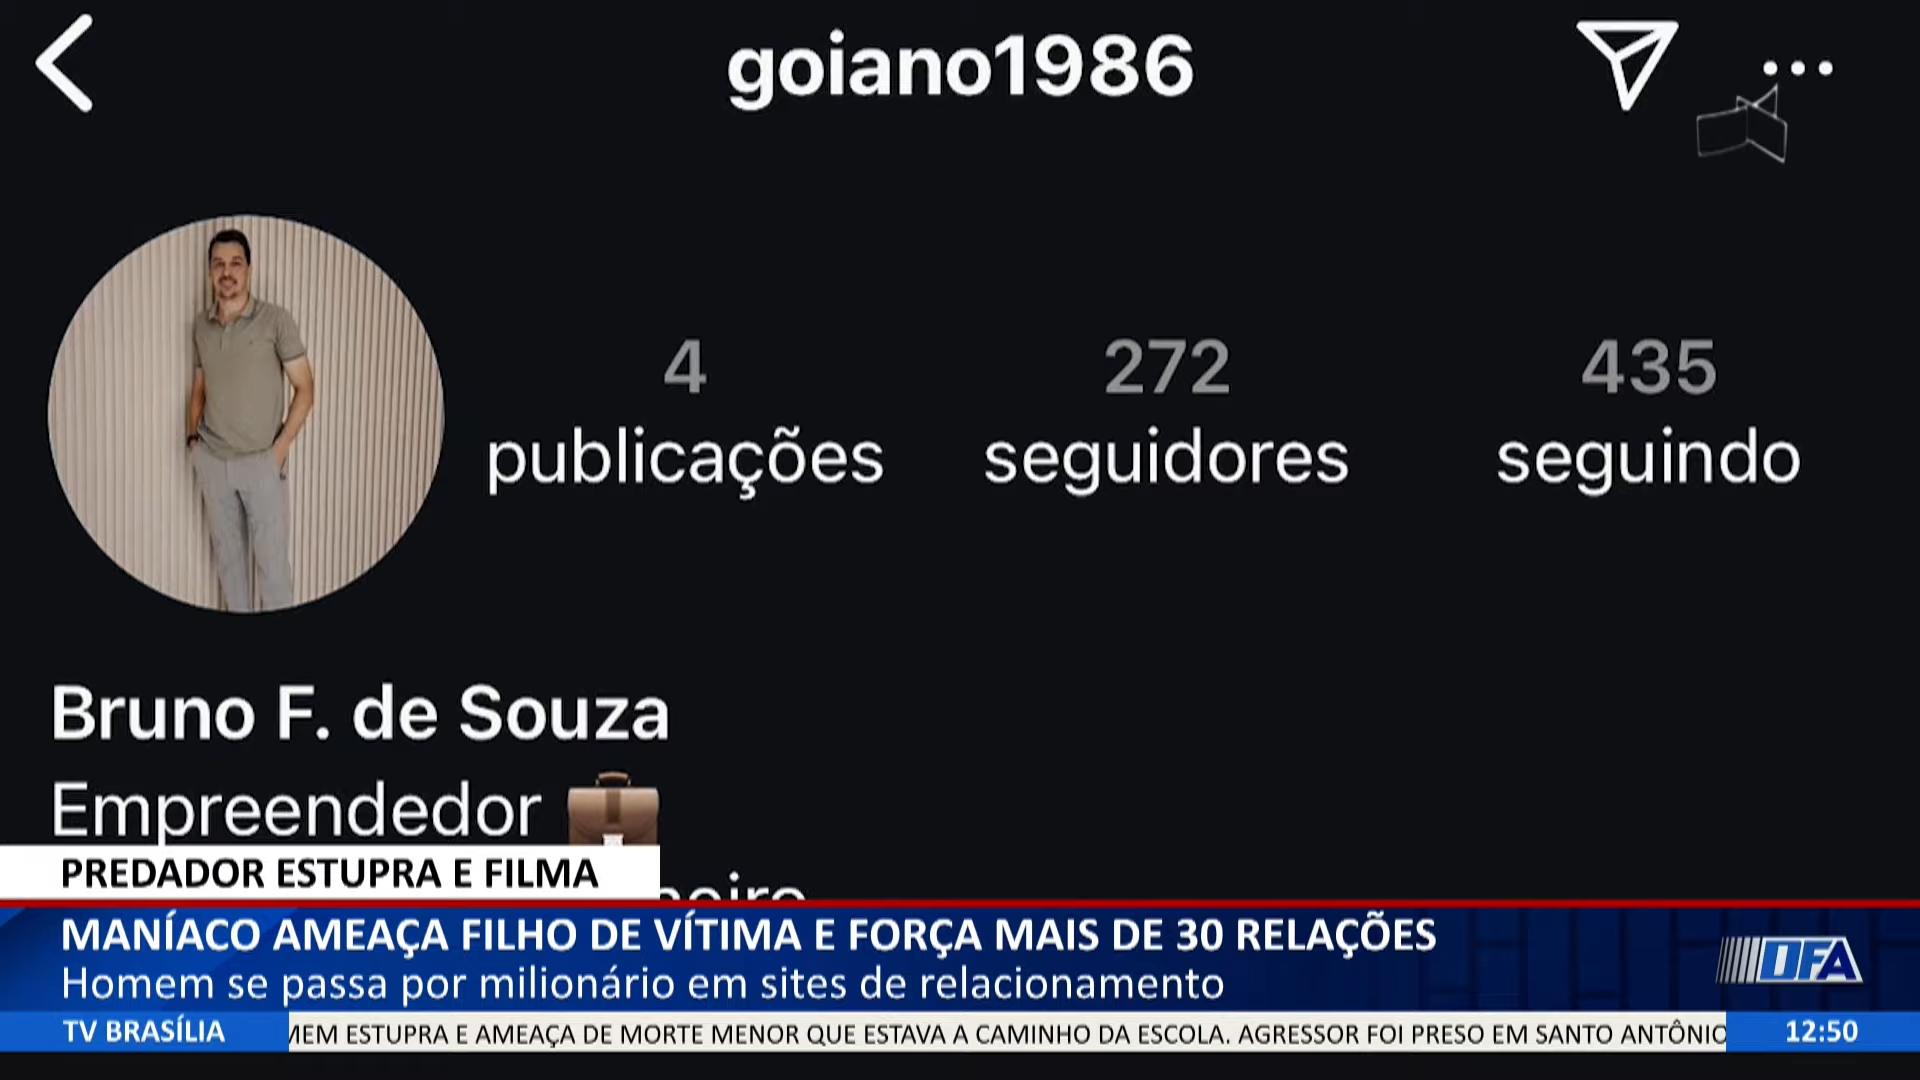 goiano1986
4 272 435
publicações seguidores seguindo
Bruno F. de Souza
Empreendedor
PREDADOR ESTUPRA E FILMA
MANÍACO AMEAÇA FILHO DE VÍTIMA E FORÇA MAIS DE 30 RELAÇÕES
Homem se passa por milionário em sites de relacionamento
DFA
TV BRASÍLIA
ESTUPRA E AMEAÇA DE MORTE MENOR QUE ESTAVA A CAMINHO DA ESCOLA. AGRESSOR FOI PRESO EM SANTO ANTÔNIO
12:50